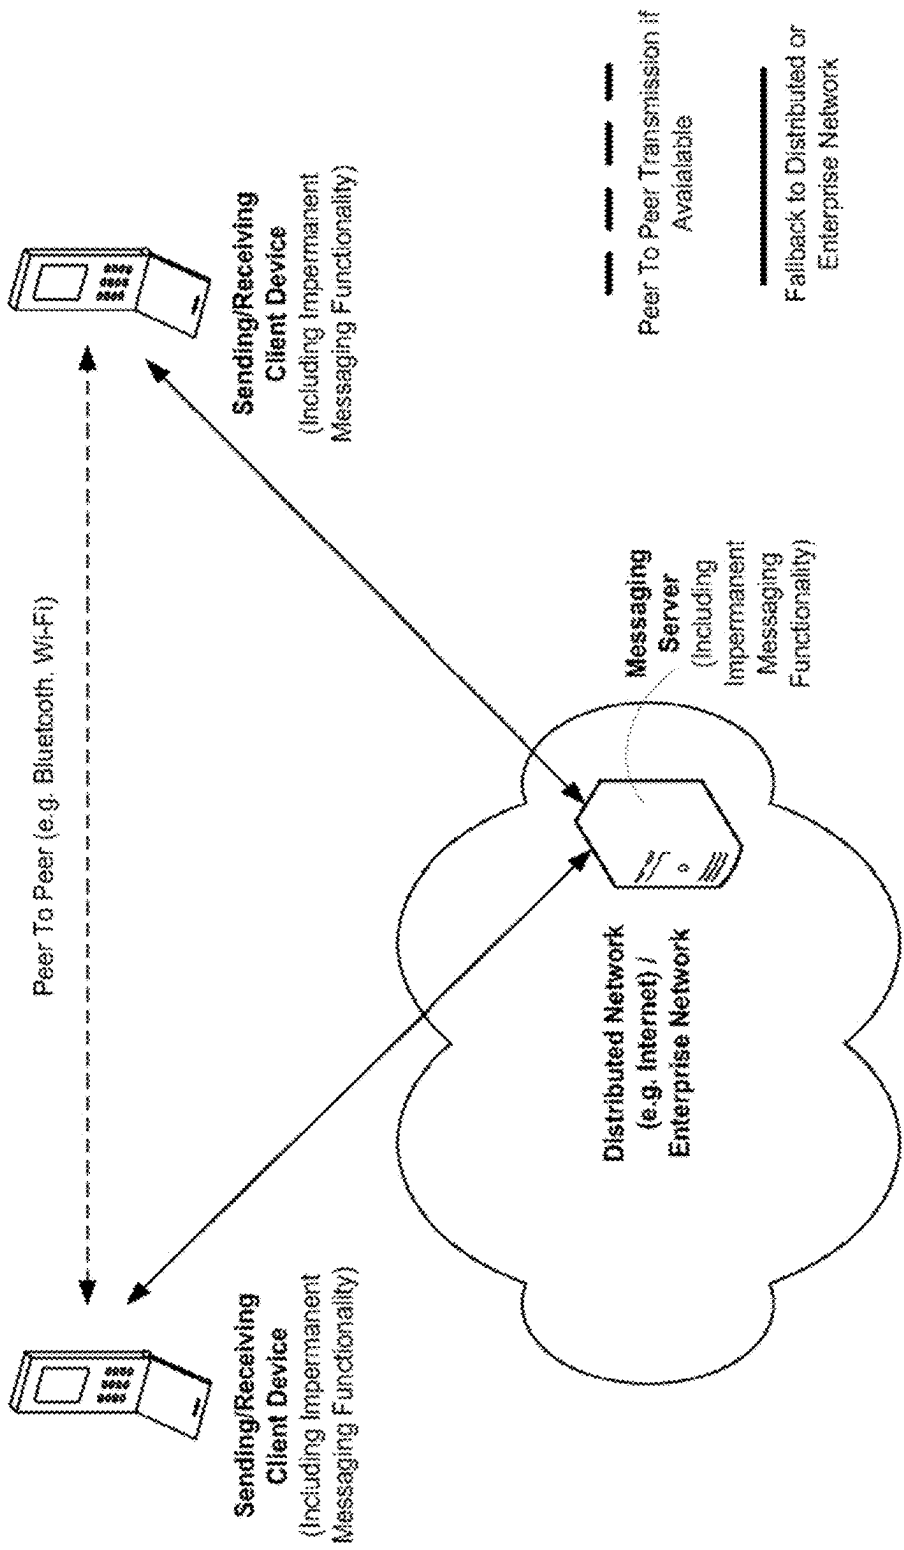 Peer To Peer (e.g. Bluetooth, Wi-Fi)
Sending/Receiving
Client Device
(Including Impermanent
Messaging Functionality)
Sending/Receiving
Client Device
(Including Impermanent
Messaging Functionality)
Distributed Network
(e.g. Internet) /
Enterprise Network
Messaging
Server
(Including
Impermanent
Messaging
Functionality)
Peer To Peer Transmission if
Avaialable
Fallback to Distributed or
Enterprise Network